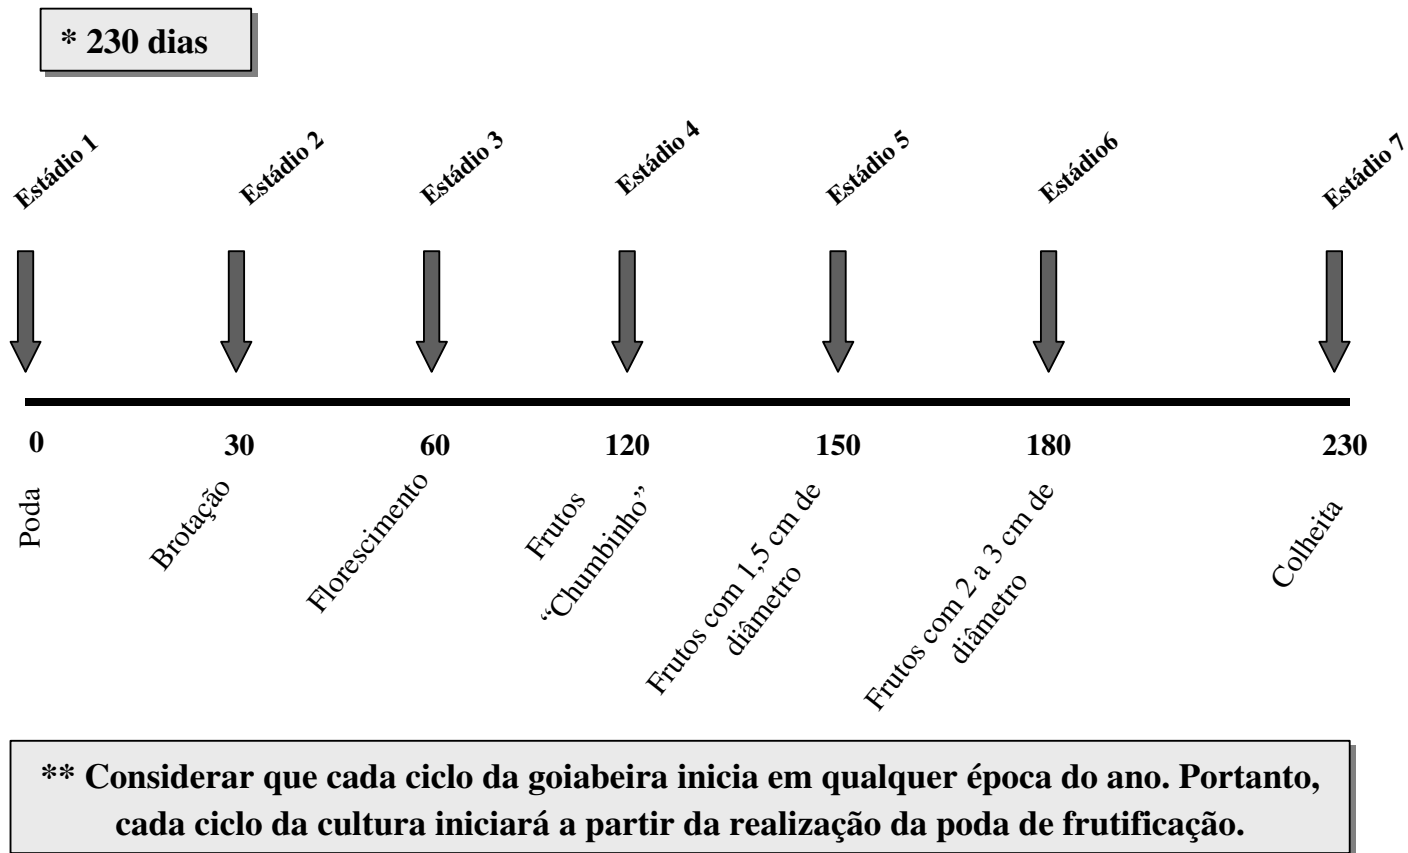 * 230 dias
Estádio 1
Estádio 2
Estádio 3
Estádio 4
Estádio 5
Estádio6
Estádio 7
0
30
60
120
150
180
230
Poda
Brotação
Florescimento
Frutos
“Chumbinho”
Frutos com 1,5 cm de
diâmetro
Frutos com 2 a 3 cm de
diâmetro
Colheita
** Considerar que cada ciclo da goiabeira inicia em qualquer época do ano. Portanto,
cada ciclo da cultura iniciará a partir da realização da poda de frutificação.